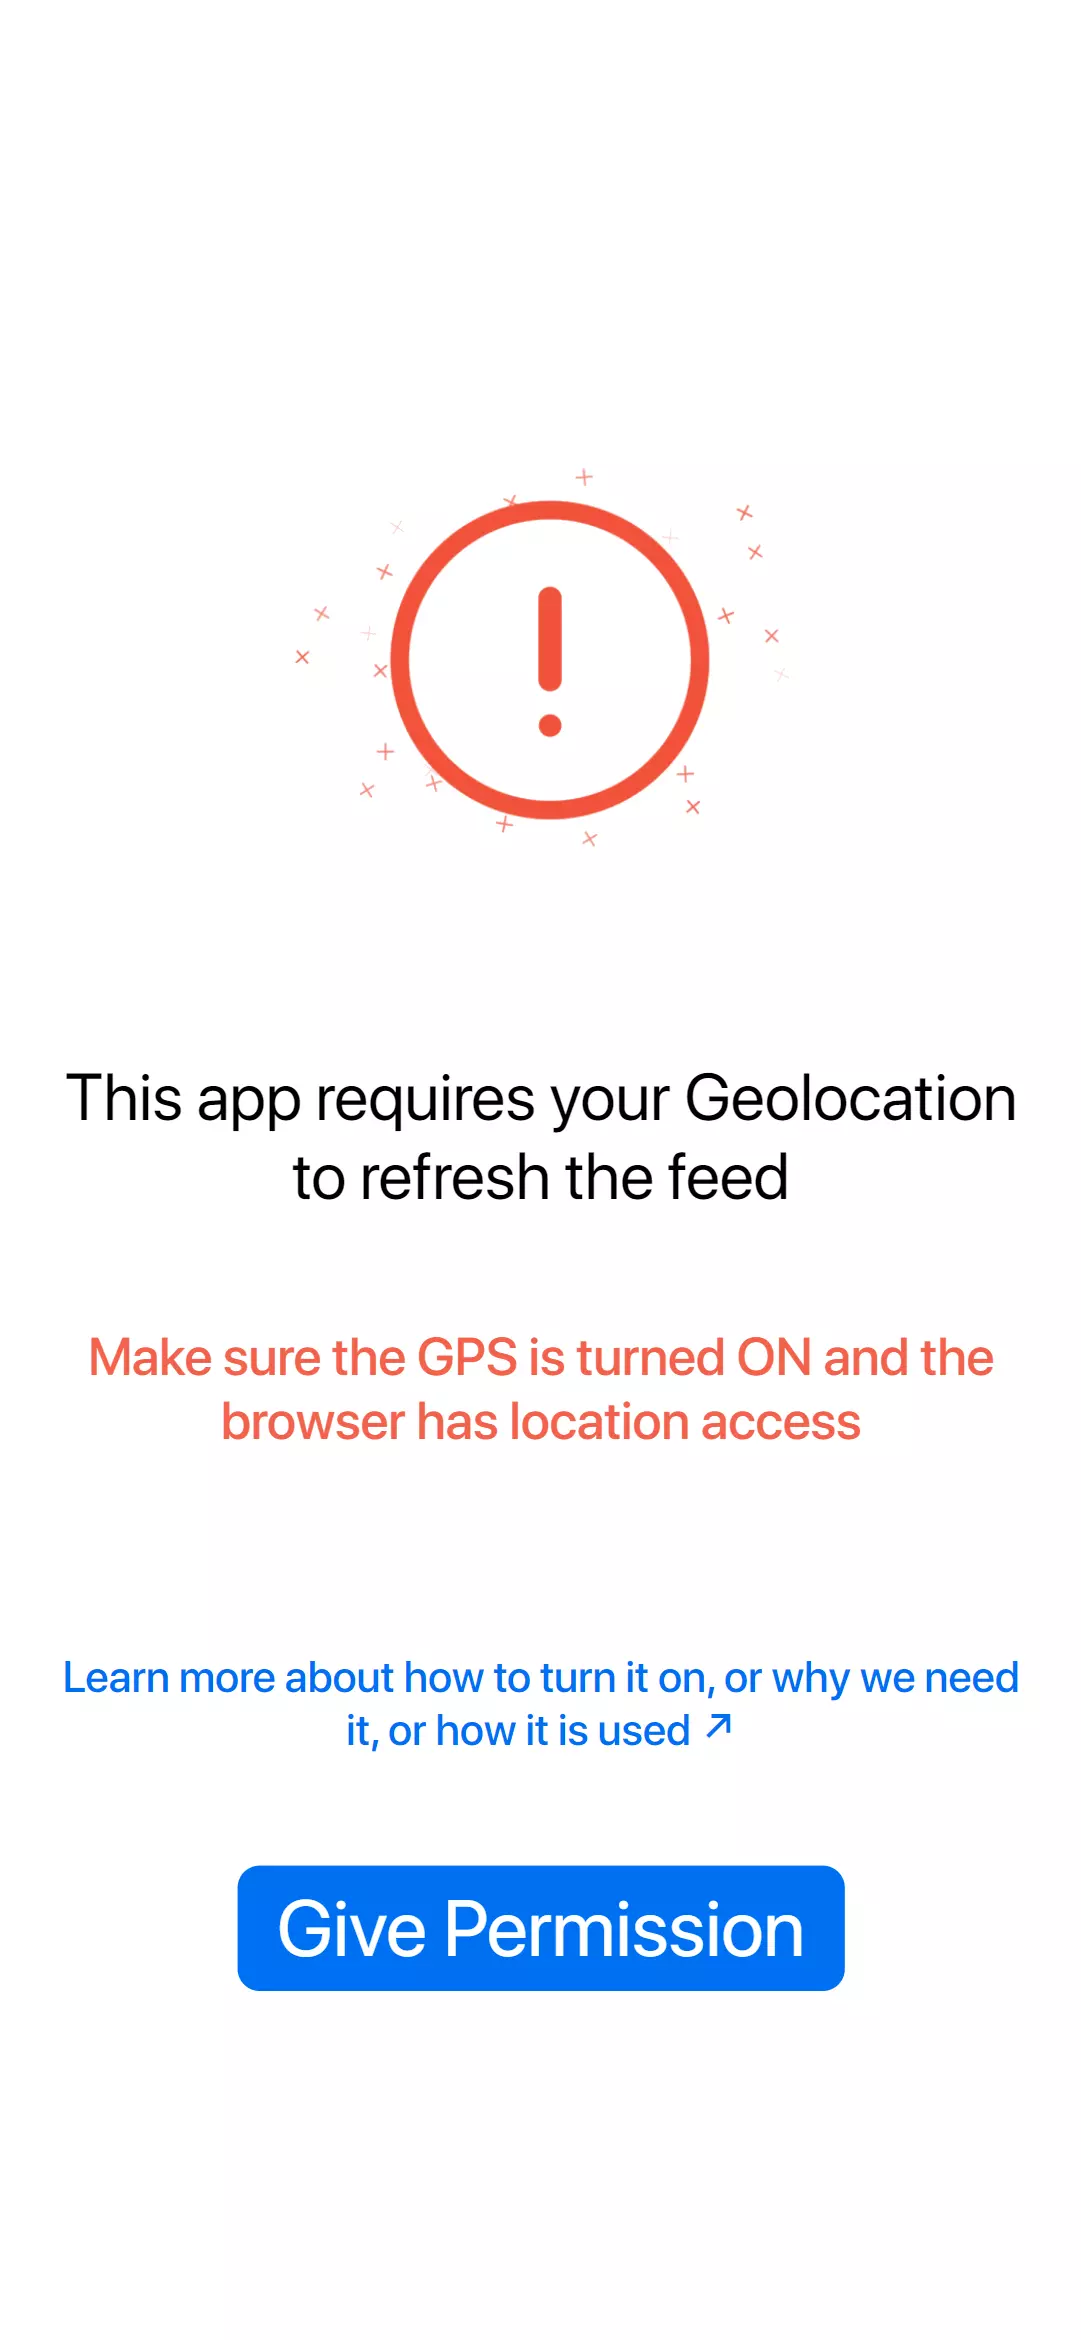 This app requires your Geolocation
to refresh the feed
Make sure the GPS is turned ON and the
browser has location access
Learn more about how to turn it on, or why we need
it, or how it is used ↗
Give Permission